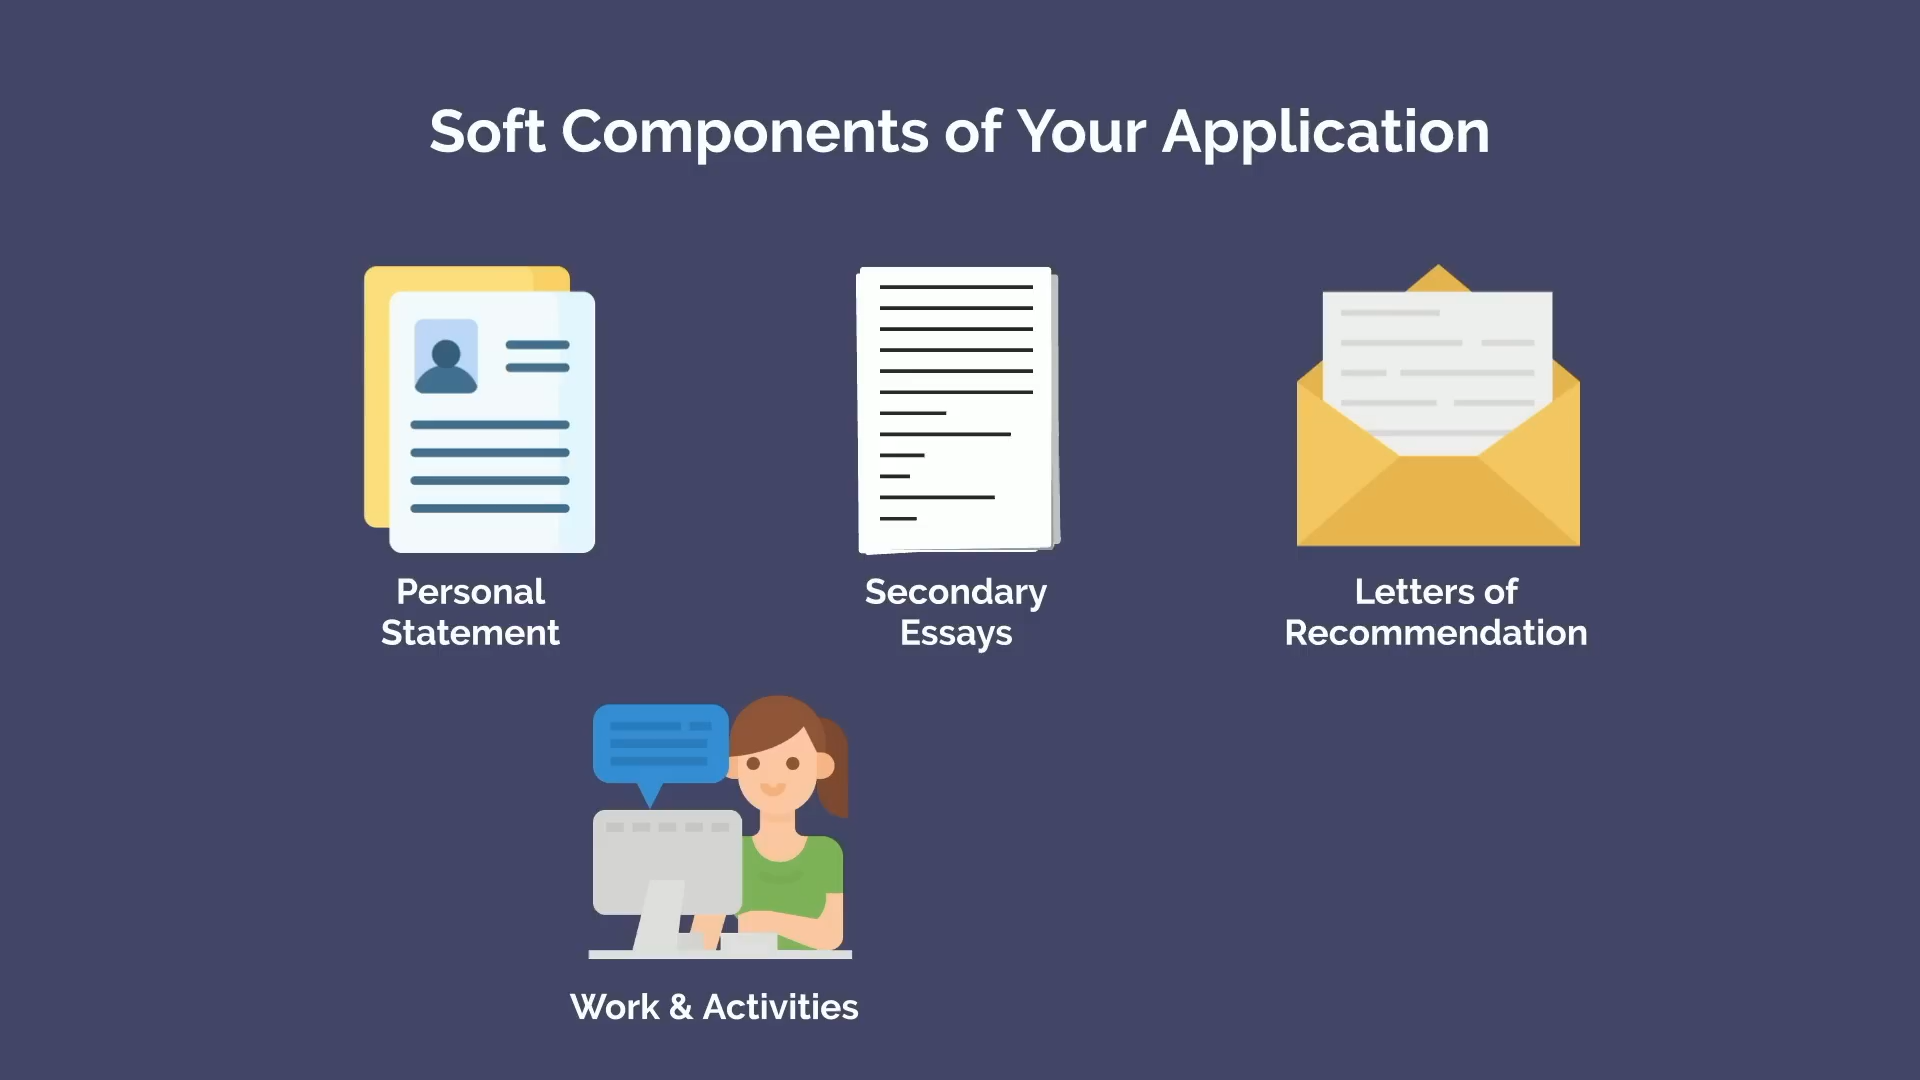 Soft Components of Your Application
Personal
Statement
Secondary
Essays
Letters of
Recommendation
Work & Activities